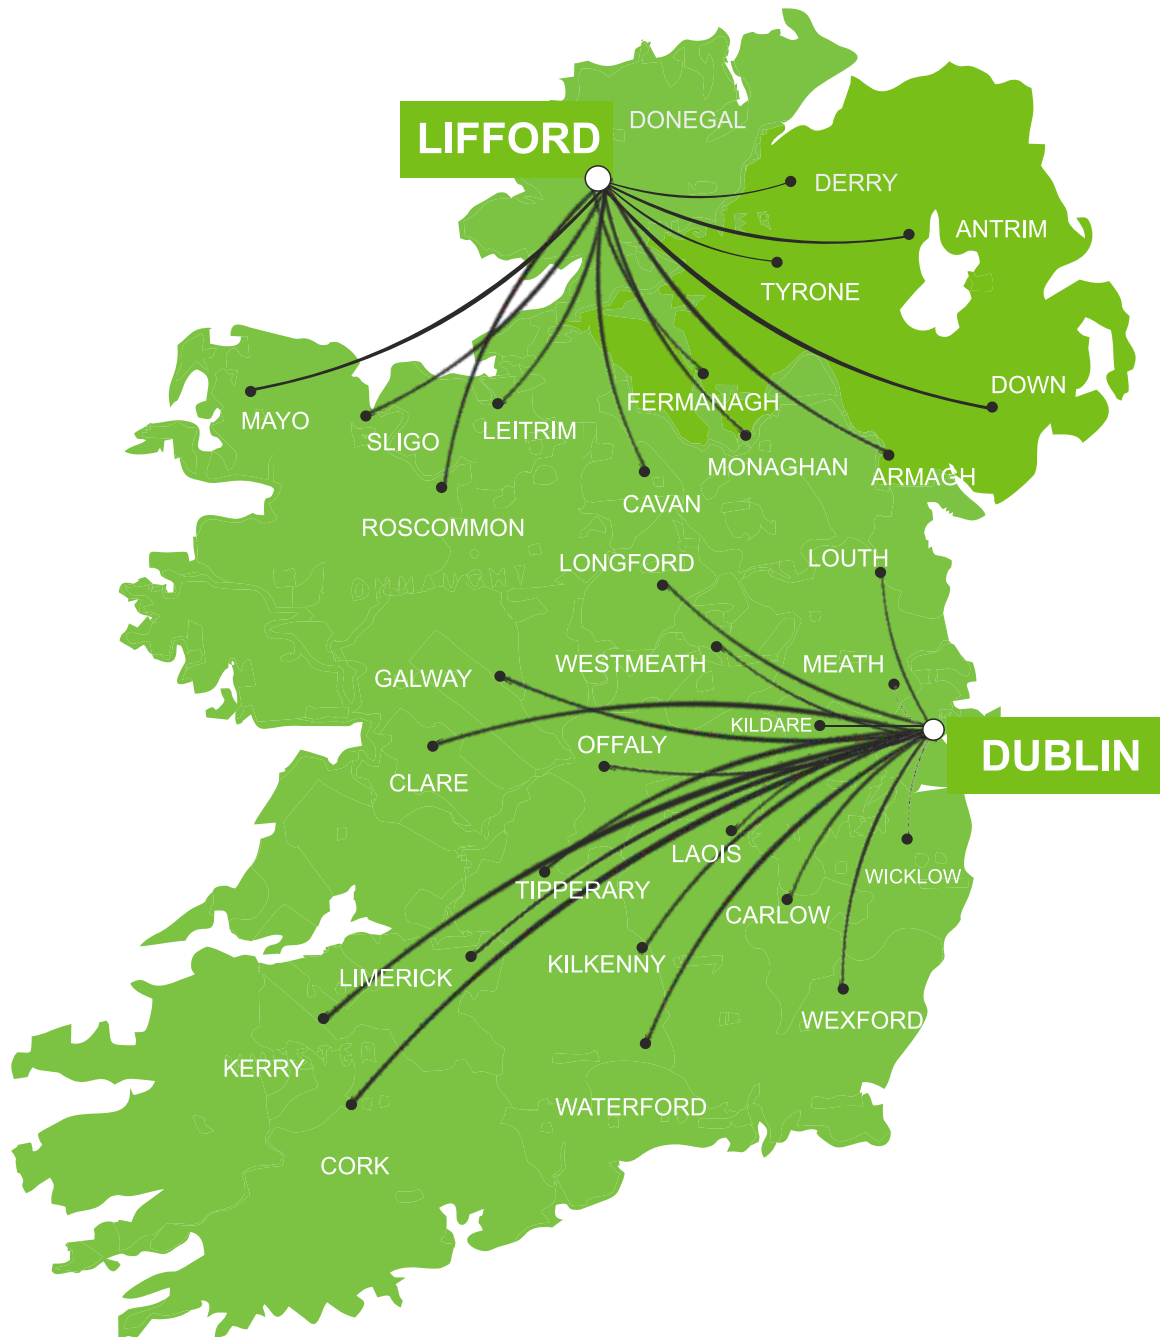 DONEGAL
LIFFORD
DERRY
ANTRIM
TYRONE
DOWN
FERMANAGH
MAYO
SLIGO
LEITRIM
MONAGHAN
ARMAGH
CAVAN
ROSCOMMON
LONGFORD
LOUTH
WESTMEATH
MEATH
GALWAY
KILDARE
OFFALY
DUBLIN
CLARE
LAOIS
TIPPERARY
WICKLOW
CARLOW
LIMERICK
KILKENNY
WEXFORD
KERRY
WATERFORD
CORK